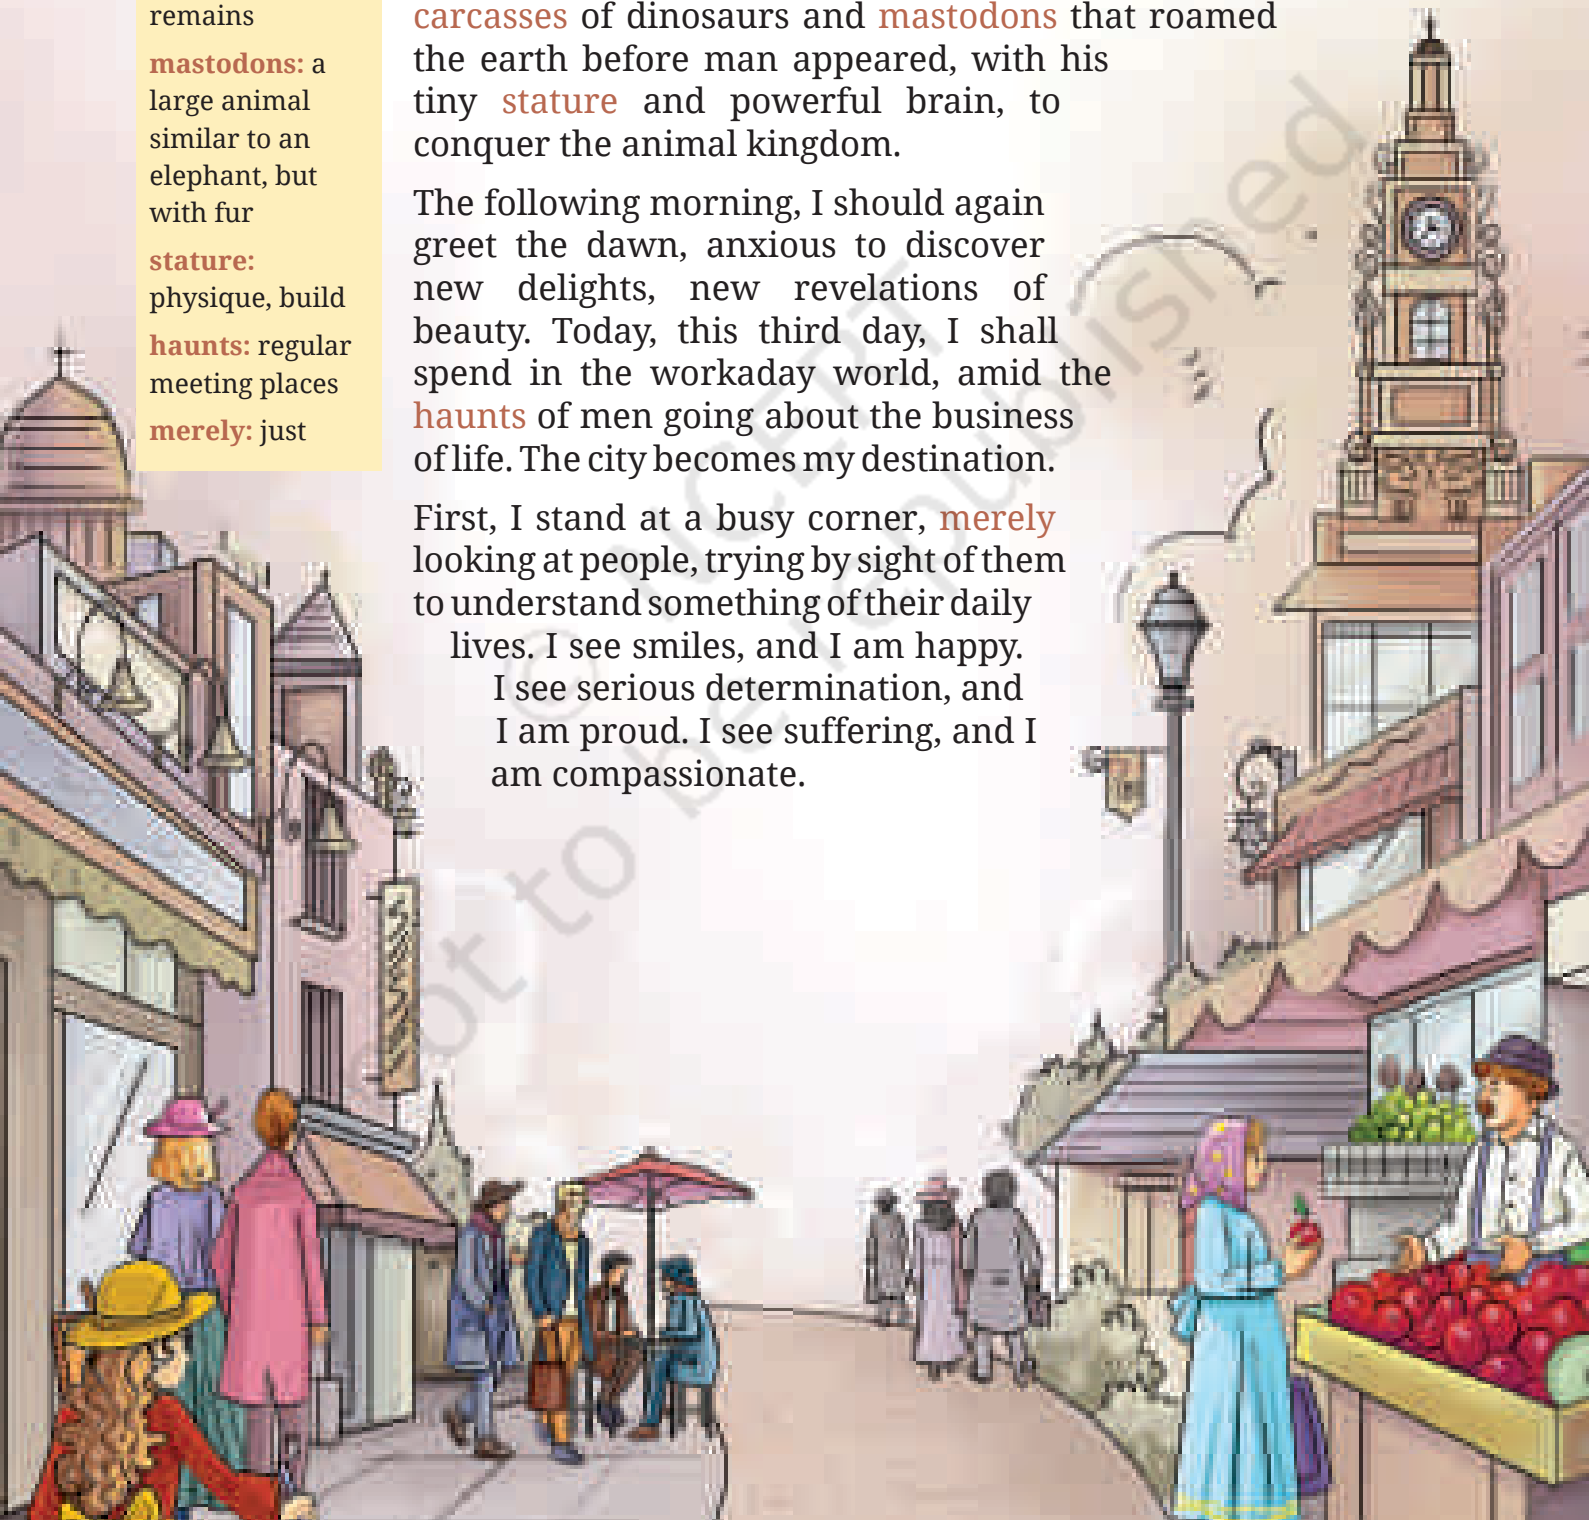 remains
mastodons: a
large animal
similar to an
elephant, but
with fur
stature:
physique, build
haunts: regular
meeting places
merely: just
carcasses of dinosaurs and mastodons that roamed
the earth before man appeared, with his
tiny stature and powerful brain, to
conquer the animal kingdom.
The following morning, I should again
greet the dawn, anxious to discover
new delights, new revelations of
beauty. Today, this third day, I shall
spend in the workaday world, amid the
haunts of men going about the business
of life. The city becomes my destination.
First, I stand at a busy corner, merely
looking at people, trying by sight of them
to understand something of their daily
lives. I see smiles, and I am happy.
I see serious determination, and
I am proud. I see suffering, and I
am compassionate.
© NCERT
not to be republished